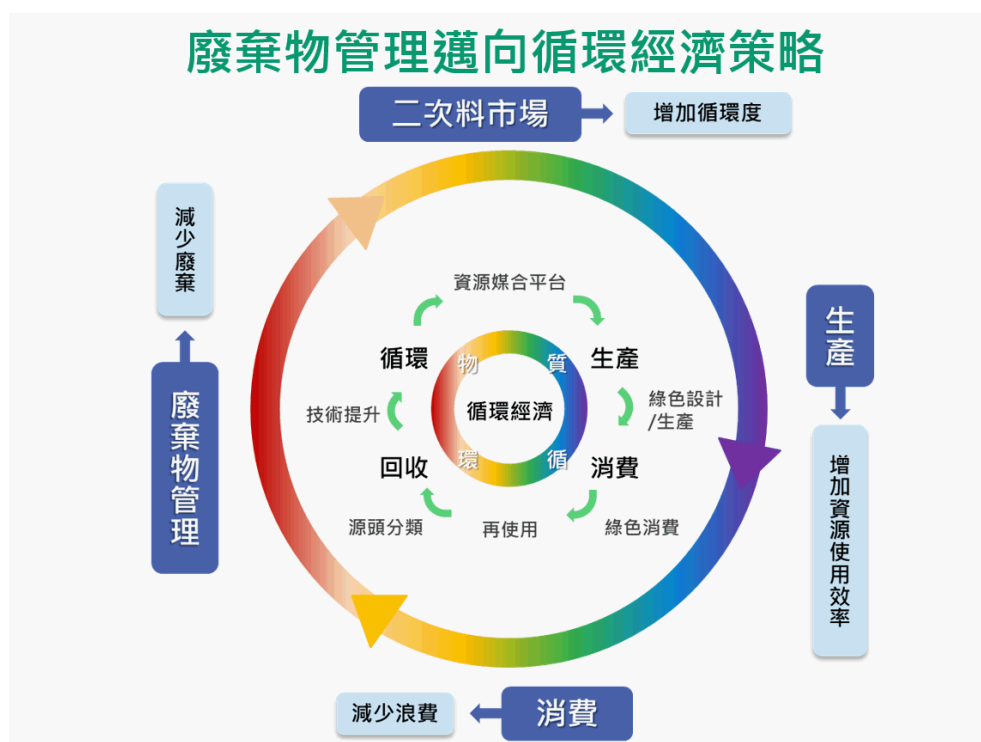 廢棄物管理邁向循環經濟策略
二次料市場
增加循環度
減少廢棄
廢棄物管理
生產
增加資源使用效率
消費
減少浪費
資源媒合平台
循環
生產
技術提升
綠色設計
/生產
物質循環
循環經濟
回收
消費
源頭分類
再使用
綠色消費